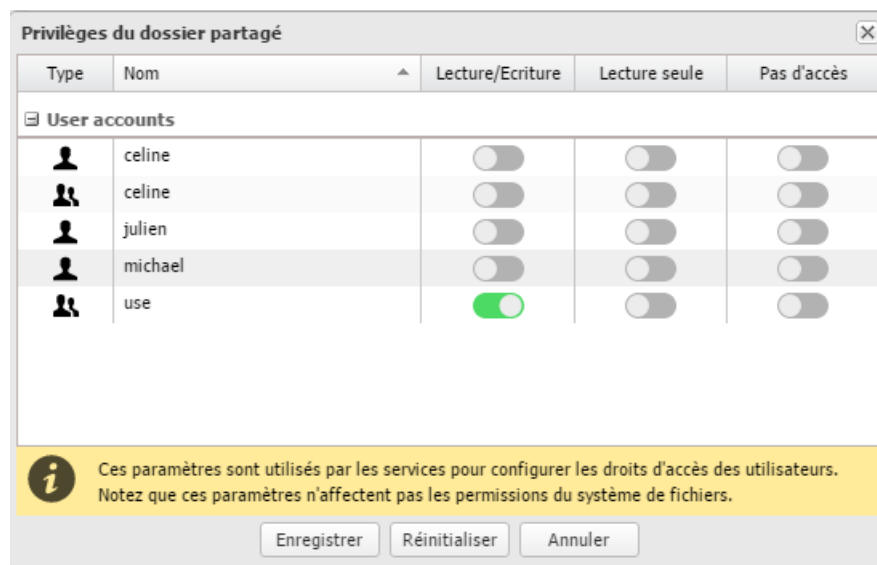 Privilèges du dossier partagé
Type Nom Lecture/Ecriture Lecture seule Pas d'accès
User accounts
celine
celine
julien
michael
use
Ces paramètres sont utilisés par les services pour configurer les droits d'accès des utilisateurs.
Notez que ces paramètres n'affectent pas les permissions du système de fichiers.
Enregistrer Réinitialiser Annuler